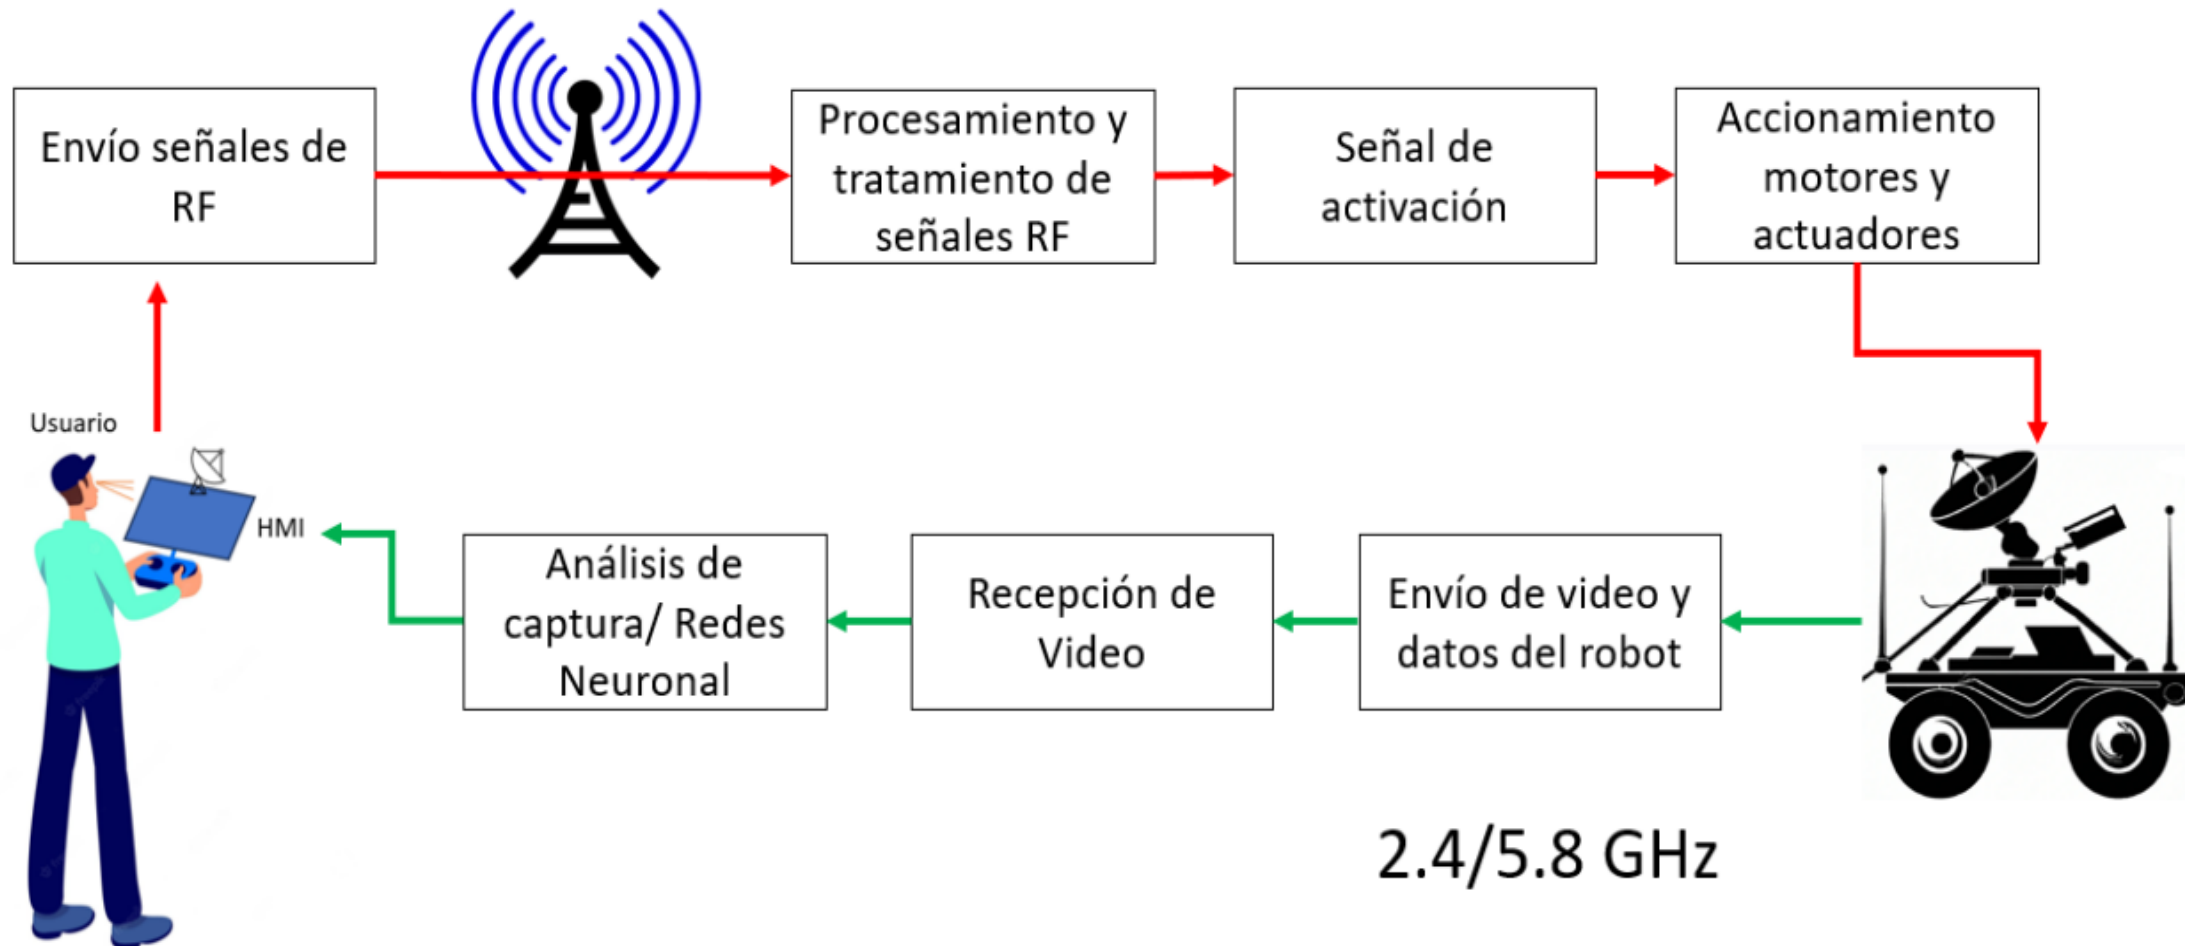 Envío señales de
RF
Procesamiento y
tratamiento de
señales RF
Señal de
activación
Accionamiento
motores y
actuadores
Usuario
HMI
Análisis de
captura/ Redes
Neuronal
Recepción de
Video
Envío de video y
datos del robot
2.4/5.8 GHz